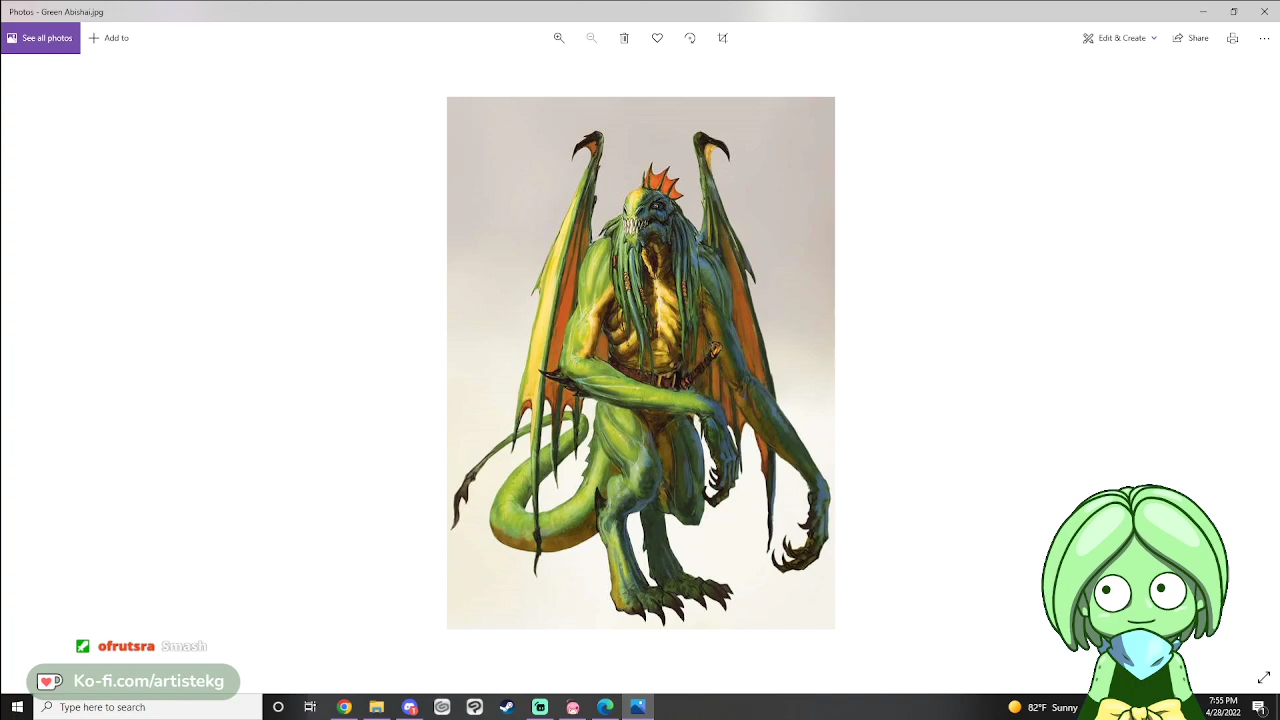 Photos - Green Abishai.jpg
See all photos
Add to
Edit & Create
Share
ofrutsra Smash
Ko-fi.com/artistekg
Type here to search
82°F Sunny
7:55 PM
4/28/2022